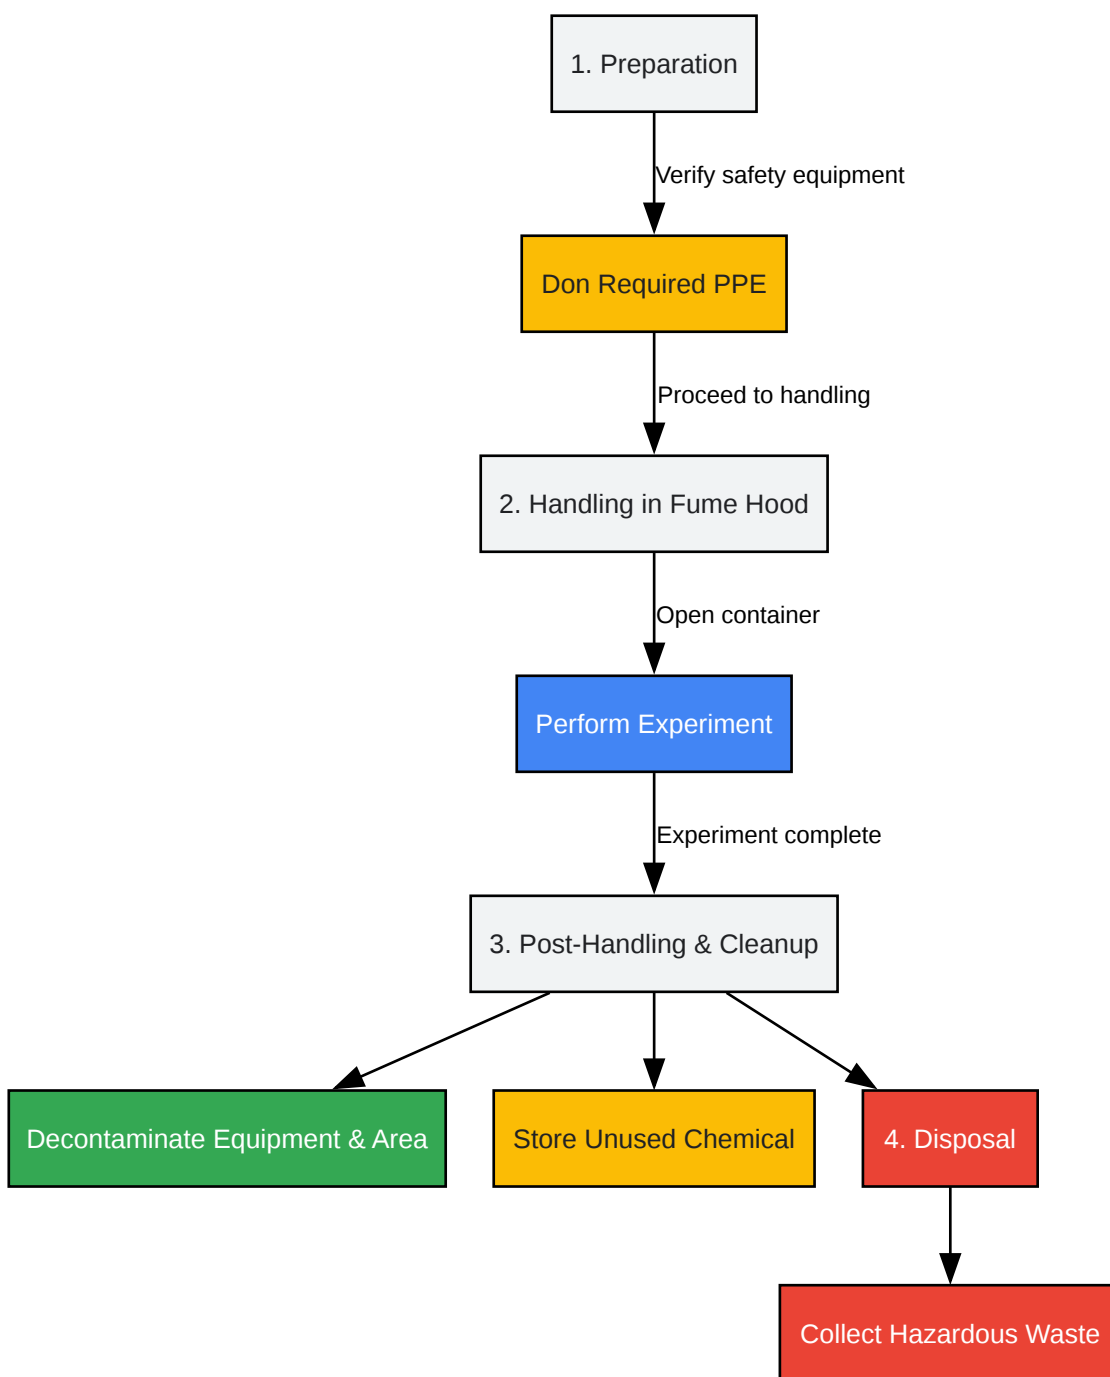 1. Preparation
Verify safety equipment
Don Required PPE
Proceed to handling
2. Handling in Fume Hood
Open container
Perform Experiment
Experiment complete
3. Post-Handling & Cleanup
Decontaminate Equipment & Area
Store Unused Chemical
4. Disposal
Collect Hazardous Waste